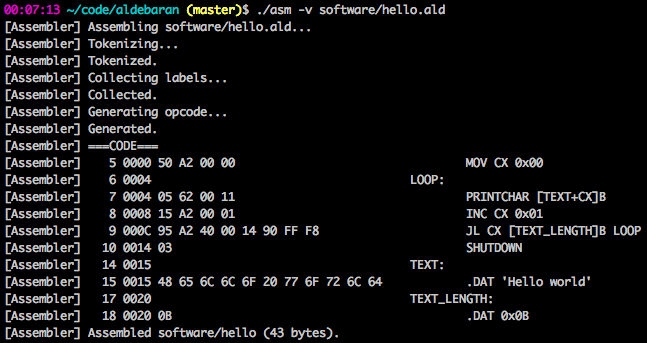 00:07:13 ~/code/aldebaran (master)$ ./asm -v software/hello.ald
[Assembler] Assembling software/hello.ald...
[Assembler] Tokenizing...
[Assembler] Tokenized.
[Assembler] Collecting labels...
[Assembler] Collected.
[Assembler] Generating opcode...
[Assembler] Generated.
[Assembler] ===CODE===
[Assembler]    5 0000 50 A2 00 00                                 MOV CX 0x00
[Assembler]    6 0004                                     LOOP:
[Assembler]    7 0004 05 62 00 11                                 PRINTCHAR [TEXT+CX]B
[Assembler]    8 0008 15 A2 00 01                                 INC CX 0x01
[Assembler]    9 000C 95 A2 40 00 14 90 FF F8                     JL CX [TEXT_LENGTH]B LOOP
[Assembler]   10 0014 03                                          SHUTDOWN
[Assembler]   14 0015                                     TEXT:
[Assembler]   15 0015 48 65 6C 6C 6F 20 77 6F 72 6C 64            .DAT 'Hello world'
[Assembler]   17 0020                                     TEXT_LENGTH:
[Assembler]   18 0020 0B                                          .DAT 0x0B
[Assembler] Assembled software/hello (43 bytes).